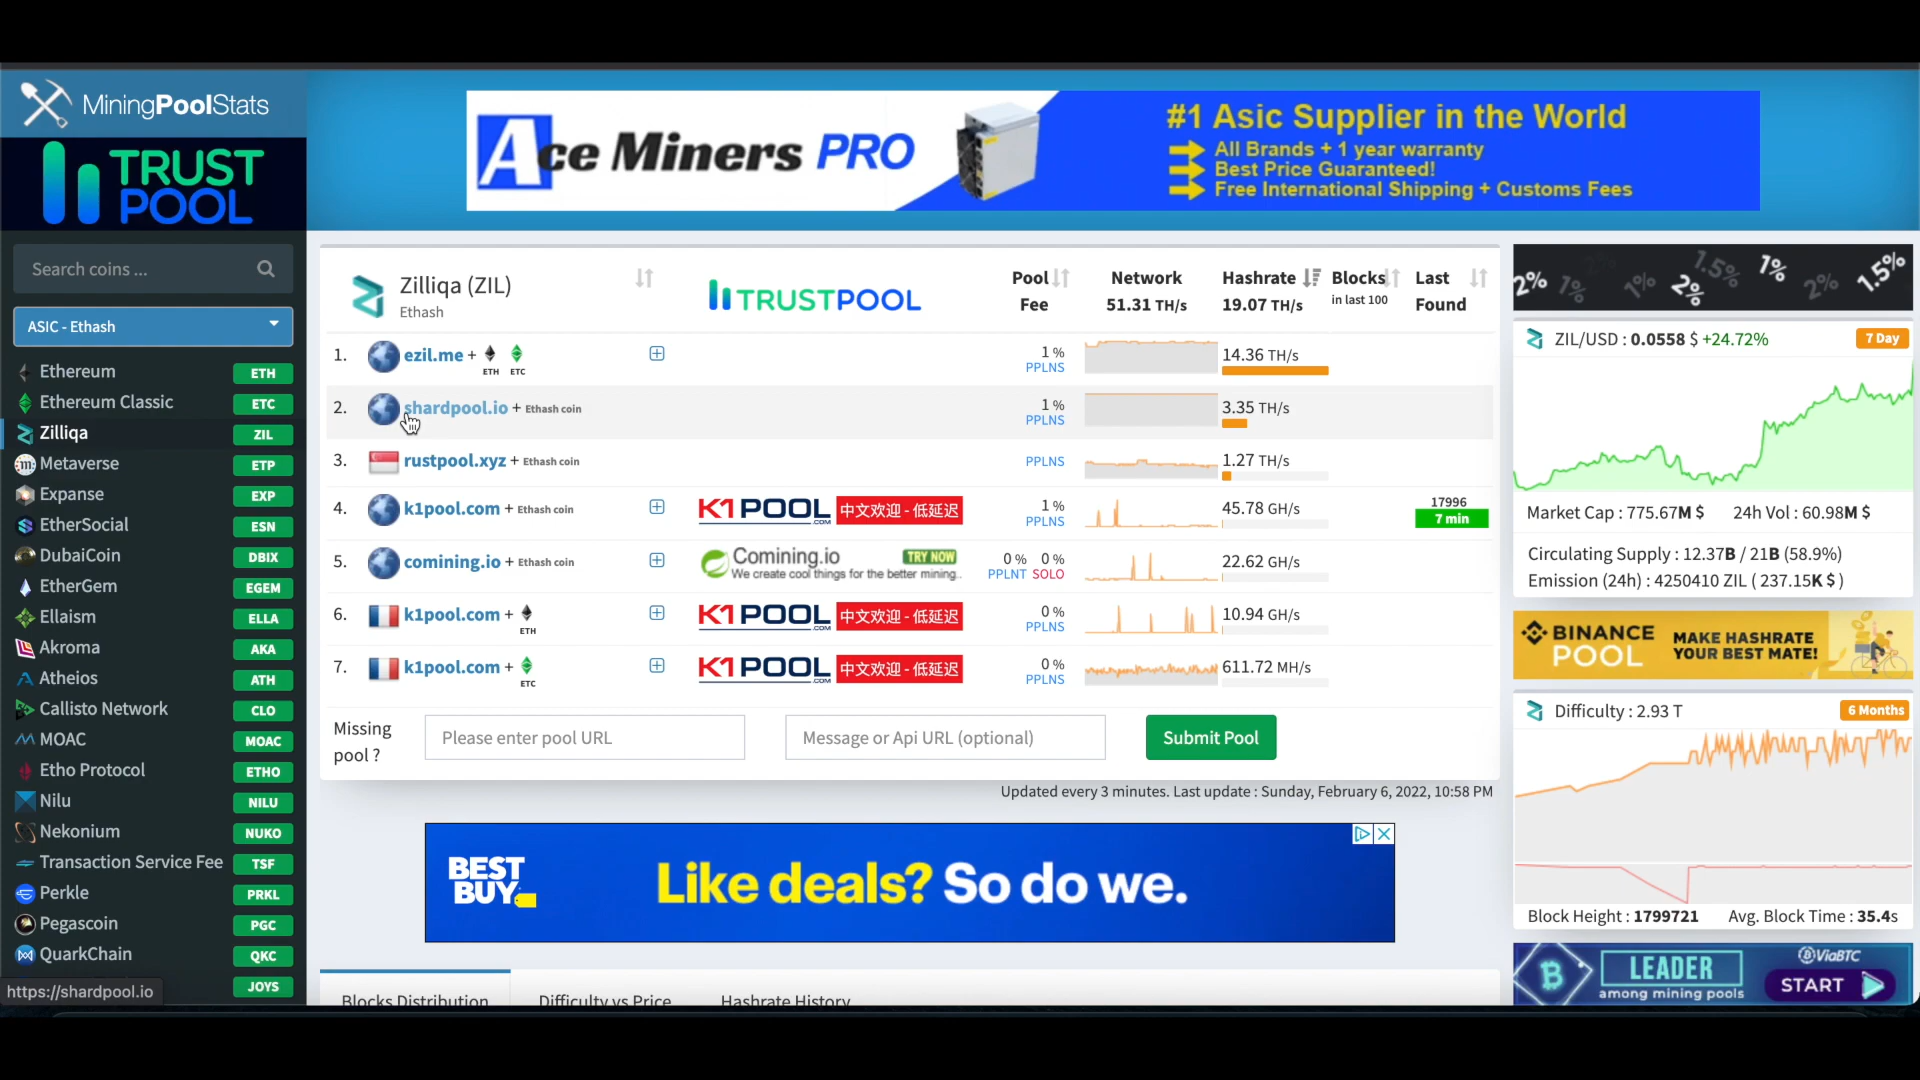 MiningPoolStats
TRUST
POOL
Ace Miners PRO
#1 Asic Supplier in the World
All Brands + 1 year warranty
Best Price Guaranteed!
Free International Shipping + Customs Fees
Search coins ...
ASIC - Ethash
Ethereum ETH
Ethereum Classic ETC
Zilliqa ZIL
Metaverse ETP
Expanse EXP
EtherSocial ESN
DubaiCoin DBIX
EtherGem EGEM
Ellaism ELLA
Akroma AKA
Atheios ATH
Callisto Network CLO
MOAC MOAC
Etho Protocol ETHO
Nilu NILU
Nekonium NUKO
Transaction Service Fee TSF
Perkle PRKL
Pegascoin PGC
QuarkChain QKC
JOYS
https://shardpool.io
Zilliqa (ZIL)
Ethash
TRUSTPOOL
Pool Fee
Network
51.31 TH/s
Hashrate
19.07 TH/s
Blocks
in last 100
Last Found
1. ezil.me + ETH ETC 1 % PPLNS 14.36 TH/s
2. shardpool.io + Ethash coin 1 % PPLNS 3.35 TH/s
3. rustpool.xyz + Ethash coin PPLNS 1.27 TH/s
4. k1pool.com + Ethash coin K1POOL.COM 中文欢迎 - 低延迟 1 % PPLNS 45.78 GH/s 17996 7 min
5. comining.io + Ethash coin Comining.io TRY NOW We create cool things for the better mining.. 0 % PPLNT 0 % SOLO 22.62 GH/s
6. k1pool.com + ETH K1POOL.COM 中文欢迎 - 低延迟 0 % PPLNS 10.94 GH/s
7. k1pool.com + ETC K1POOL.COM 中文欢迎 - 低延迟 0 % PPLNS 611.72 MH/s
Missing pool ?
Please enter pool URL
Message or Api URL (optional)
Submit Pool
Updated every 3 minutes. Last update : Sunday, February 6, 2022, 10:58 PM
BEST
BUY
Like deals? So do we.
Blocks Distribution
Difficulty vs Price
Hashrate History
2% 1% 1% 1.5% 2% 1% 2% 1.5%
ZIL/USD : 0.0558 $ +24.72%
7 Day
Market Cap : 775.67M $ 24h Vol : 60.98M $
Circulating Supply : 12.37B / 21B (58.9%)
Emission (24h) : 4250410 ZIL ( 237.15K $ )
BINANCE
POOL
MAKE HASHRATE
YOUR BEST MATE!
Difficulty : 2.93 T
6 Months
Block Height : 1799721 Avg. Block Time : 35.4s
LEADER
among mining pools
ViaBTC
START